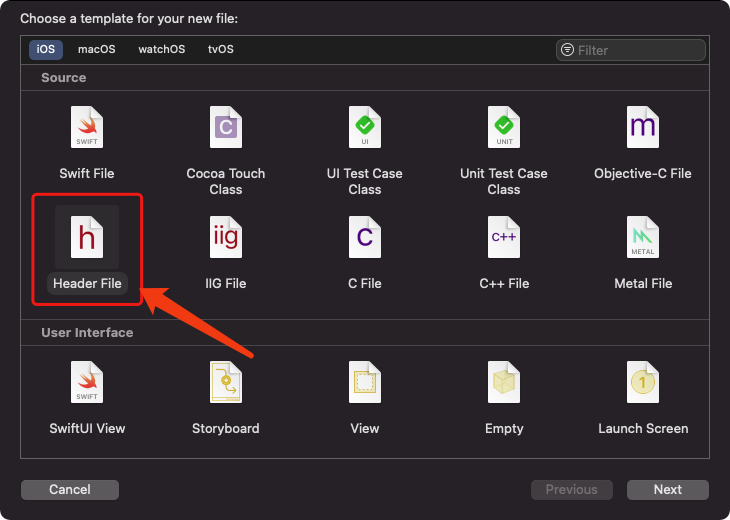 Choose a template for your new file:
iOS macOS watchOS tvOS Filter
Source
SWIFT UI UNIT m
C
Swift File Cocoa Touch Class UI Test Case Class Unit Test Case Class Objective-C File
h iig C C++ METAL
Header File IIG File C File C++ File Metal File
User Interface
SWIFT 1
SwiftUI View Storyboard View Empty Launch Screen
Cancel Previous Next